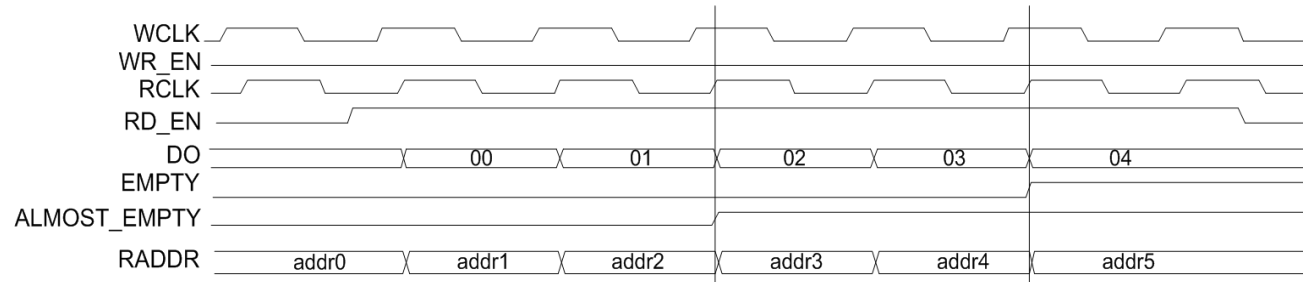 WCLK
WR_EN
RCLK
RD_EN
DO 00 01 02 03 04
EMPTY
ALMOST_EMPTY
RADDR addr0 addr1 addr2 addr3 addr4 addr5